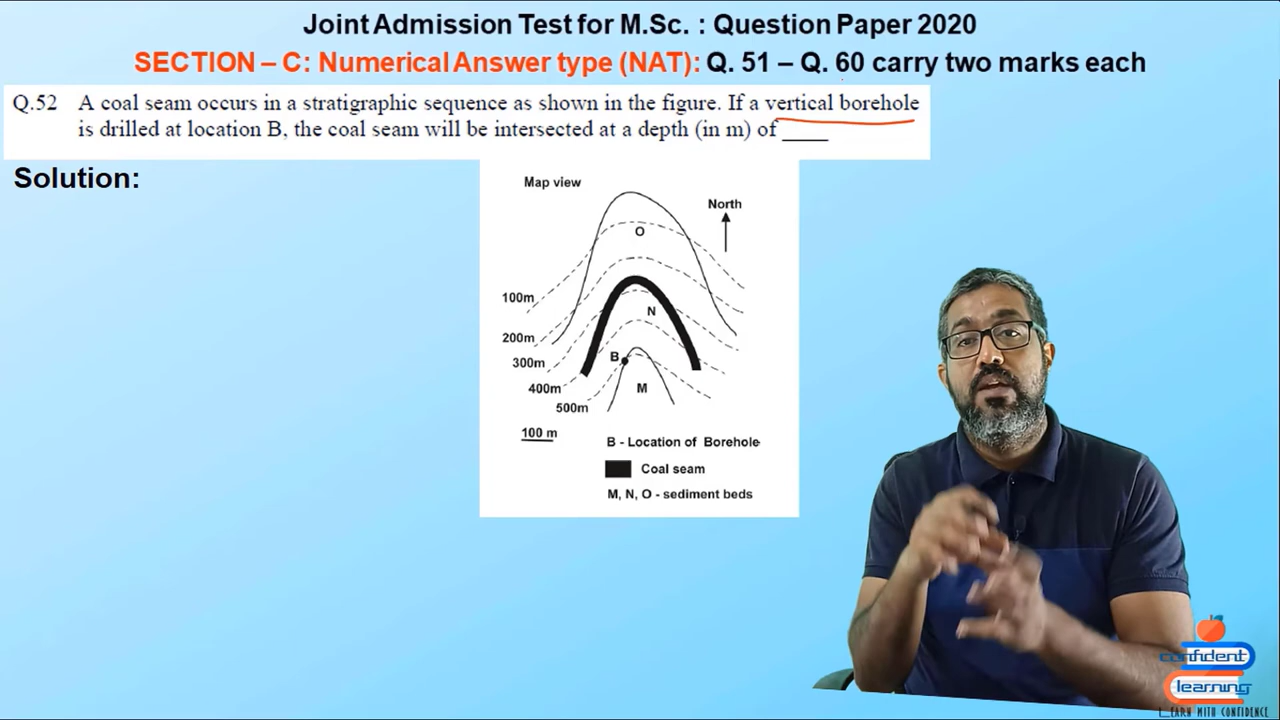 Joint Admission Test for M.Sc. : Question Paper 2020
SECTION – C: Numerical Answer type (NAT): Q. 51 – Q. 60 carry two marks each
Q.52 A coal seam occurs in a stratigraphic sequence as shown in the figure. If a vertical borehole
is drilled at location B, the coal seam will be intersected at a depth (in m) of ____
Solution:
Map view
North
O
100m
N
200m
B
300m
400m
M
500m
100 m
B - Location of Borehole
Coal seam
M, N, O - sediment beds
confident
learning
LEARN WITH CONFIDENCE